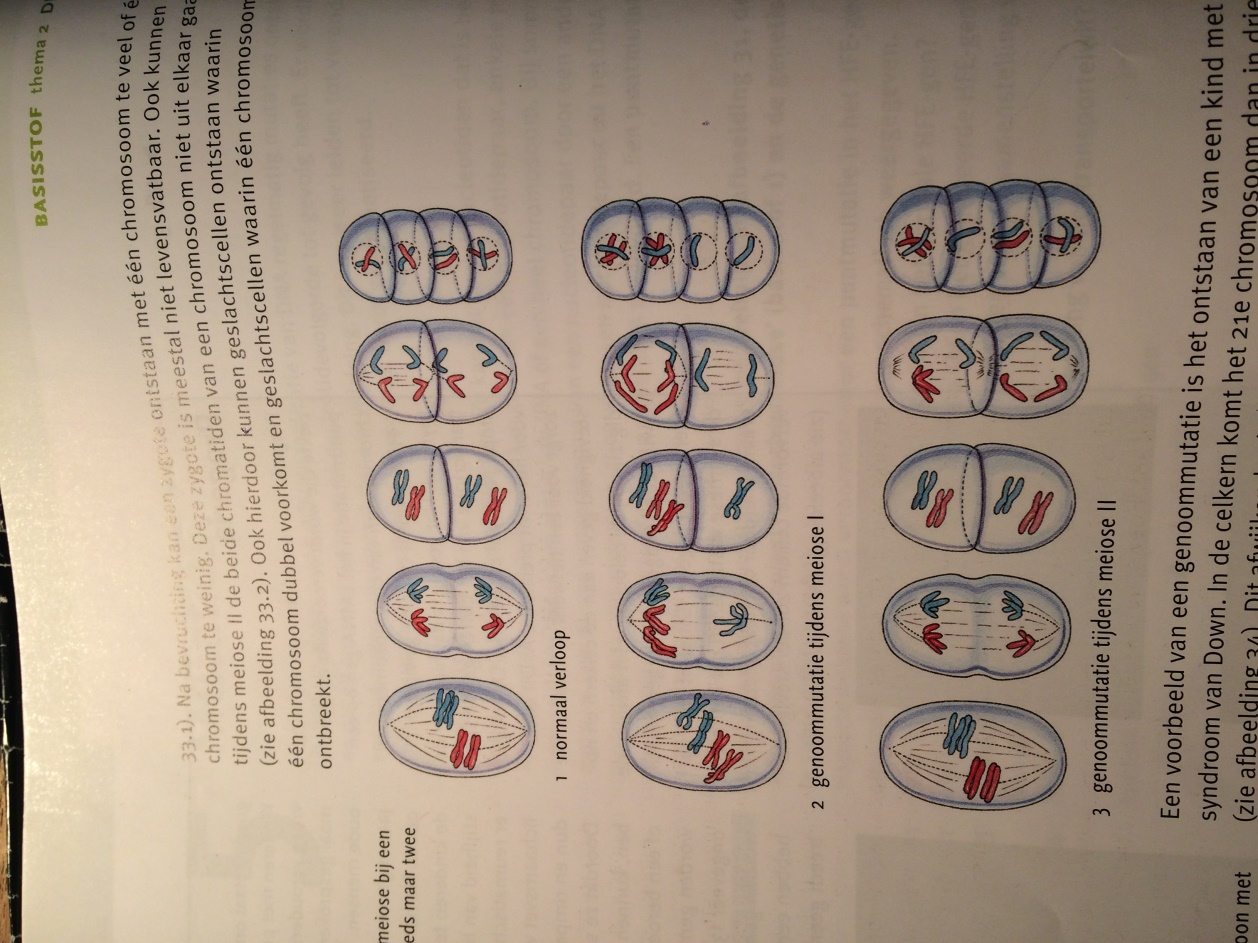 BASISSTOF thema 2
33.1). Na bevruchting kan een zygote ontstaan met één chromosoom te veel of
chromosoom te weinig. Deze zygote is meestal niet levensvatbaar. Ook kunnen
tijdens meiose II de beide chromatiden van een chromosoom niet uit elkaar
(zie afbeelding 33.2). Ook hierdoor kunnen geslachtscellen ontstaan waarin
één chromosoom dubbel voorkomt en geslachtscellen waarin één chromosoom
ontbreekt.
meiose bij een
eds maar twee
1 normaal verloop
2 genoommutatie tijdens meiose I
3 genoommutatie tijdens meiose II
Een voorbeeld van een genoommutatie is het ontstaan van een kind met
syndroom van Down. In de celkern komt het 21e chromosoom dan in
(zie afbeelding 34). Dit
oon met